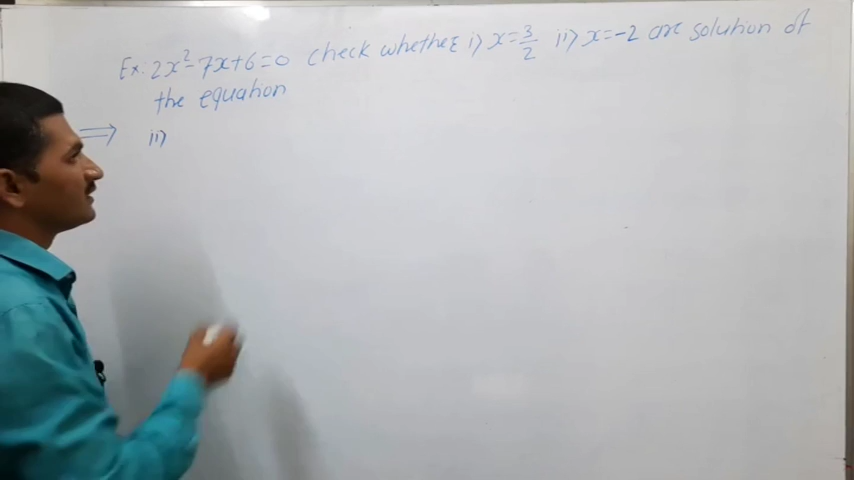 Ex: 2x²-7x+6=0 check whether i) x=3/2 ii) x=-2 are solution of
the equation
⇒ ii)